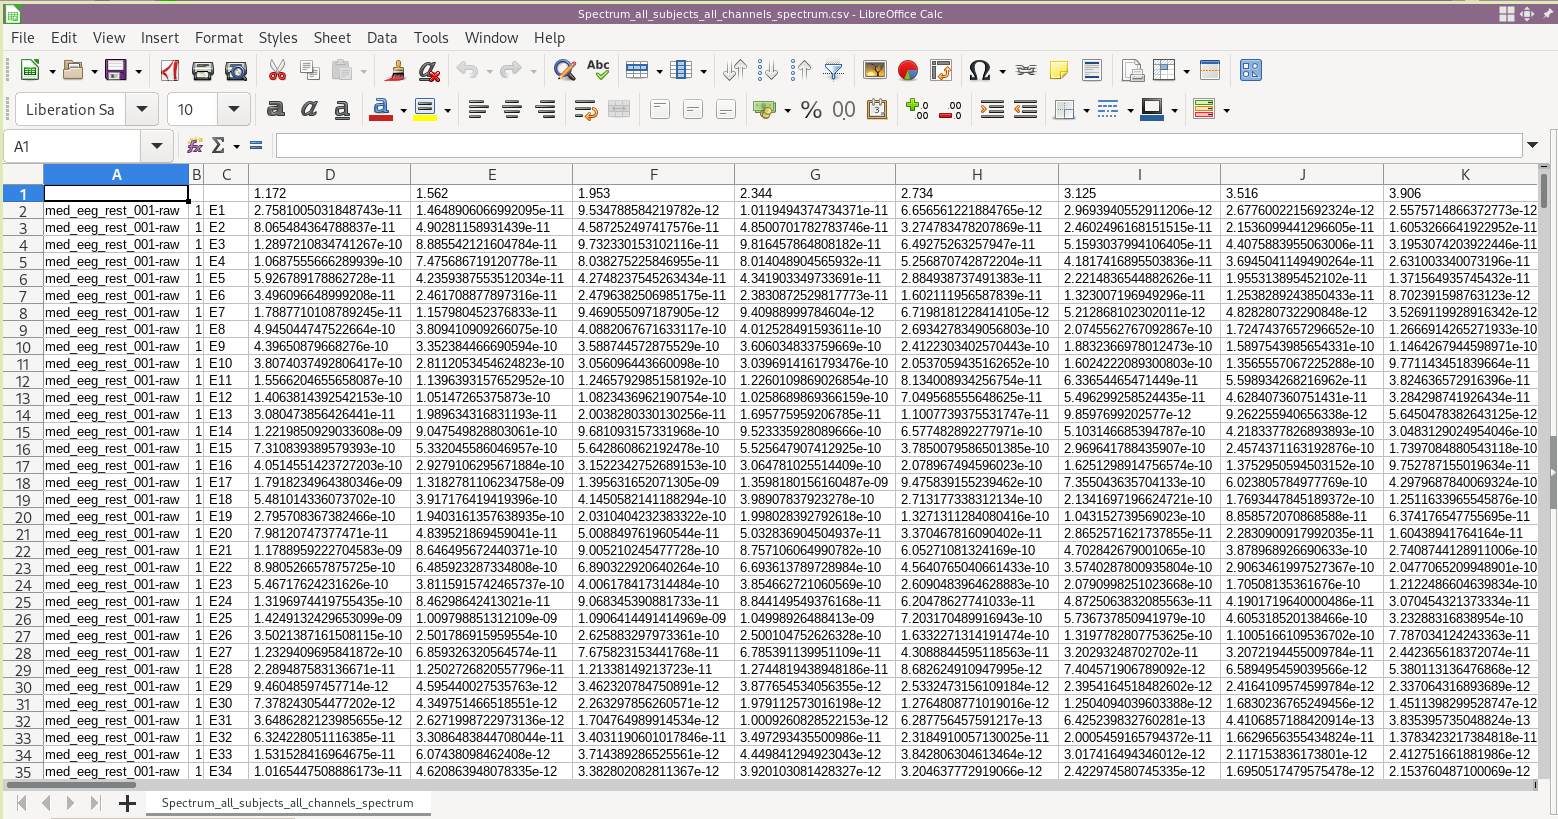 Spectrum_all_subjects_all_channels_spectrum.csv - LibreOffice Calc
File Edit View Insert Format Styles Sheet Data Tools Window Help
Liberation Sa 10
A1
A B C D E F G H I J K
1 1.172 1.562 1.953 2.344 2.734 3.125 3.516 3.906
2 med_eeg_rest_001-raw 1 E1 2.7581005031848743e-11 1.4648906066992095e-11 9.534788584219782e-12 1.0119494374734371e-11 6.656561221884765e-12 2.9693940552911206e-12 2.6776002215692324e-12 2.5575714866372773e-12
3 med_eeg_rest_001-raw 1 E2 8.065484364788837e-11 4.90281158931439e-11 4.587252497417576e-11 4.8500701782783746e-11 3.274783478207869e-11 2.4602496168151515e-11 2.1536099441296605e-11 1.6053266641922952e-11
4 med_eeg_rest_001-raw 1 E3 1.2897210834741267e-10 8.885542121604784e-11 9.732330153102116e-11 9.816457864808182e-11 6.49275263257947e-11 5.1593037994106405e-11 4.4075883955063006e-11 3.1953074203922446e-11
5 med_eeg_rest_001-raw 1 E4 1.0687555666289939e-10 7.475686719120778e-11 8.038275225846955e-11 8.014048904565932e-11 5.256870742872204e-11 4.1817416895503836e-11 3.6945041149490264e-11 2.631003340073196e-11
6 med_eeg_rest_001-raw 1 E5 5.926789178862728e-11 4.2359387553512034e-11 4.2748237545263434e-11 4.341903349733691e-11 2.884938737491383e-11 2.2214836544882626e-11 1.955313895452102e-11 1.371564935745432e-11
7 med_eeg_rest_001-raw 1 E6 3.496096648999208e-11 2.461708877897316e-11 2.4796382506985175e-11 2.3830872529817773e-11 1.602111956587839e-11 1.323007196949296e-11 1.2538289243850433e-11 8.702391598763123e-12
8 med_eeg_rest_001-raw 1 E7 1.7887710108789245e-11 1.157980452376833e-11 9.469055097187905e-12 9.40988999784604e-12 6.7198181228414105e-12 5.212868102302011e-12 4.828280732290848e-12 3.5269119928916342e-12
9 med_eeg_rest_001-raw 1 E8 4.945044747522664e-10 3.809410909266075e-10 4.0882067671633117e-10 4.012528491593611e-10 2.6934278349056803e-10 2.0745562767092867e-10 1.7247437657296652e-10 1.2666914265271933e-10
10 med_eeg_rest_001-raw 1 E9 4.39650879668276e-10 3.352384466690594e-10 3.588744572875529e-10 3.606034833759669e-10 2.4122303402570443e-10 1.8832366978012473e-10 1.5897543985654331e-10 1.1464267944598971e-10
11 med_eeg_rest_001-raw 1 E10 3.8074037492806417e-10 2.8112053454624823e-10 3.056096443660098e-10 3.0396914161793476e-10 2.0537059435162652e-10 1.6024222089300803e-10 1.3565557067225288e-10 9.771143451839664e-11
12 med_eeg_rest_001-raw 1 E11 1.5566204655658087e-10 1.1396393157652952e-10 1.2465792985158192e-10 1.2260109869026854e-10 8.134008934256754e-11 6.33654465471449e-11 5.598934268216962e-11 3.824636572916396e-11
13 med_eeg_rest_001-raw 1 E12 1.4063814392542153e-10 1.05147265375873e-10 1.0823436962190754e-10 1.0258689869366159e-10 7.049568555648625e-11 5.496299258524435e-11 4.628407360751431e-11 3.284298741926434e-11
14 med_eeg_rest_001-raw 1 E13 3.080473856426441e-11 1.989634316831193e-11 2.0038280330130256e-11 1.695775959206785e-11 1.1007739375531747e-11 9.8597699202577e-12 9.262255940656338e-12 5.6450478382643125e-12
15 med_eeg_rest_001-raw 1 E14 1.2219850929033608e-09 9.047549828803061e-10 9.681093157331968e-10 9.523335928089666e-10 6.577482892277971e-10 5.103146685394787e-10 4.2183377826893893e-10 3.0483129024954046e-10
16 med_eeg_rest_001-raw 1 E15 7.310839389579393e-10 5.332045586046957e-10 5.642860862192478e-10 5.525647907412925e-10 3.7850079586501385e-10 2.969641788435907e-10 2.4574371163192876e-10 1.7397084880543118e-10
17 med_eeg_rest_001-raw 1 E16 4.0514551423727203e-10 2.9279106295671884e-10 3.1522342752689153e-10 3.064781025514409e-10 2.078967494596023e-10 1.6251298914756574e-10 1.3752950594503152e-10 9.752787155019634e-11
18 med_eeg_rest_001-raw 1 E17 1.7918234964380346e-09 1.3182781106234758e-09 1.395631652071305e-09 1.3598180156160487e-09 9.475839155239462e-10 7.355043635704133e-10 6.023805784977769e-10 4.2979687840069324e-10
19 med_eeg_rest_001-raw 1 E18 5.481014336073702e-10 3.917176419419396e-10 4.1450582141188294e-10 3.98907837923278e-10 2.713177338312134e-10 2.1341697196624721e-10 1.7693447845189372e-10 1.2511633965545876e-10
20 med_eeg_rest_001-raw 1 E19 2.795708367382466e-10 1.9403161357638935e-10 2.0310404232383322e-10 1.998028392792618e-10 1.3271311284080416e-10 1.043152739569023e-10 8.858572070868588e-11 6.374176547755695e-11
21 med_eeg_rest_001-raw 1 E20 7.98120747377471e-11 4.839521869459041e-11 5.008849761960544e-11 5.032836904504937e-11 3.370467816090402e-11 2.8652571621737855e-11 2.2830900917992035e-11 1.60438941764164e-11
22 med_eeg_rest_001-raw 1 E21 1.1788959222704583e-09 8.646495672440371e-10 9.005210245477728e-10 8.757106064990782e-10 6.05271081324169e-10 4.702842679001065e-10 3.878968926690633e-10 2.7408744128911006e-10
23 med_eeg_rest_001-raw 1 E22 8.980526657875725e-10 6.485923287334808e-10 6.890322920640264e-10 6.693613789728984e-10 4.5640765040661433e-10 3.5740287800935804e-10 2.9063461997527367e-10 2.0477065209948901e-10
24 med_eeg_rest_001-raw 1 E23 5.46717624231626e-10 3.8115915742465737e-10 4.006178417314484e-10 3.854662721060569e-10 2.6090483964628883e-10 2.0790998251023668e-10 1.70508135361676e-10 1.2122486604639834e-10
25 med_eeg_rest_001-raw 1 E24 1.3196974419755435e-10 8.46298642413021e-11 9.068345390881733e-11 8.844149549376168e-11 6.20478627741033e-11 4.8725063832085563e-11 4.1901719640000486e-11 3.070454321373334e-11
26 med_eeg_rest_001-raw 1 E25 1.4249132429653099e-09 1.009798851312109e-09 1.0906414491414969e-09 1.04998926488413e-09 7.203170489916943e-10 5.736737850941979e-10 4.605318520138466e-10 3.23288316838954e-10
27 med_eeg_rest_001-raw 1 E26 3.5021387161508115e-10 2.501786915959554e-10 2.625883297973361e-10 2.500104752626328e-10 1.6332271314191474e-10 1.3197782807753625e-10 1.1005166109536702e-10 7.787034124243363e-11
28 med_eeg_rest_001-raw 1 E27 1.2329409695841872e-10 6.859326320564574e-11 7.675823153441768e-11 6.785391139951109e-11 4.3088844595118563e-11 3.20293248702702e-11 3.2072194455009784e-11 2.442365618372074e-11
29 med_eeg_rest_001-raw 1 E28 2.289487583136671e-11 1.2502726820557796e-11 1.21338149213723e-11 1.2744819438948186e-11 8.682624910947995e-12 7.404571906789092e-12 6.589495459039566e-12 5.380113136476868e-12
30 med_eeg_rest_001-raw 1 E29 9.46048597457714e-12 4.595440027535763e-12 3.462320784750891e-12 3.877654534056355e-12 2.5332473156109184e-12 2.3954164518482602e-12 2.4164109574599784e-12 2.337064316893689e-12
31 med_eeg_rest_001-raw 1 E30 7.378243054477202e-12 4.349751466518551e-12 2.263297856260571e-12 1.979112573016198e-12 1.2764808771019016e-12 1.2504094039603388e-12 1.6830236765249456e-12 1.4511398299528747e-12
32 med_eeg_rest_001-raw 1 E31 3.6486282123985655e-12 2.6271998722973136e-12 1.704764989914534e-12 1.0009260828522153e-12 6.287756457591217e-13 6.425239832760281e-13 4.4106857188420914e-13 3.835395735048824e-13
33 med_eeg_rest_001-raw 1 E32 6.324228051116385e-11 3.3086483844708044e-11 3.4031190601017846e-11 3.497293435500986e-11 2.3184910057130025e-11 2.0005459165794372e-11 1.6629656355434824e-11 1.3783423217384818e-11
34 med_eeg_rest_001-raw 1 E33 1.531528416964675e-11 6.07438098462408e-12 3.714389286525561e-12 4.449841294923043e-12 3.842806304613464e-12 3.017416494346012e-12 2.117153836173801e-12 2.412751661881986e-12
35 med_eeg_rest_001-raw 1 E34 1.0165447508886173e-11 4.620863948078335e-12 3.382802082811367e-12 3.920103081428327e-12 3.204637772919066e-12 2.422974580745335e-12 1.6950517479575478e-12 2.153760487100069e-12
Spectrum_all_subjects_all_channels_spectrum